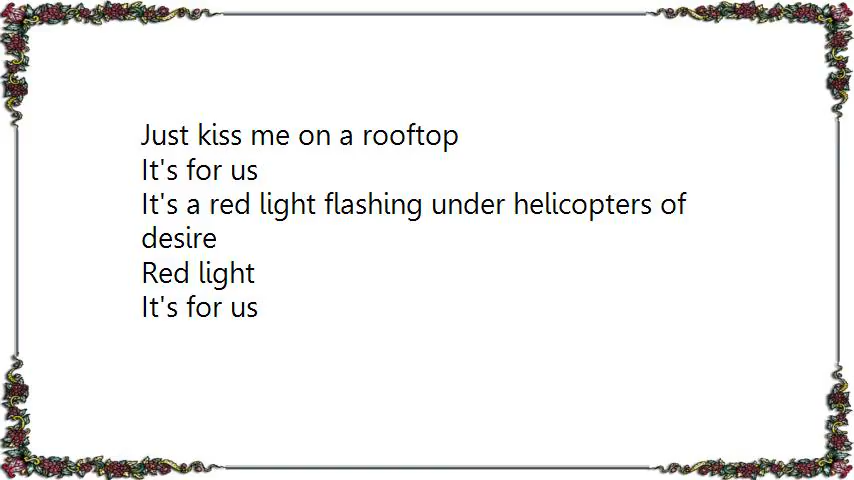 Just kiss me on a rooftop
It's for us
It's a red light flashing under helicopters of
desire
Red light
It's for us